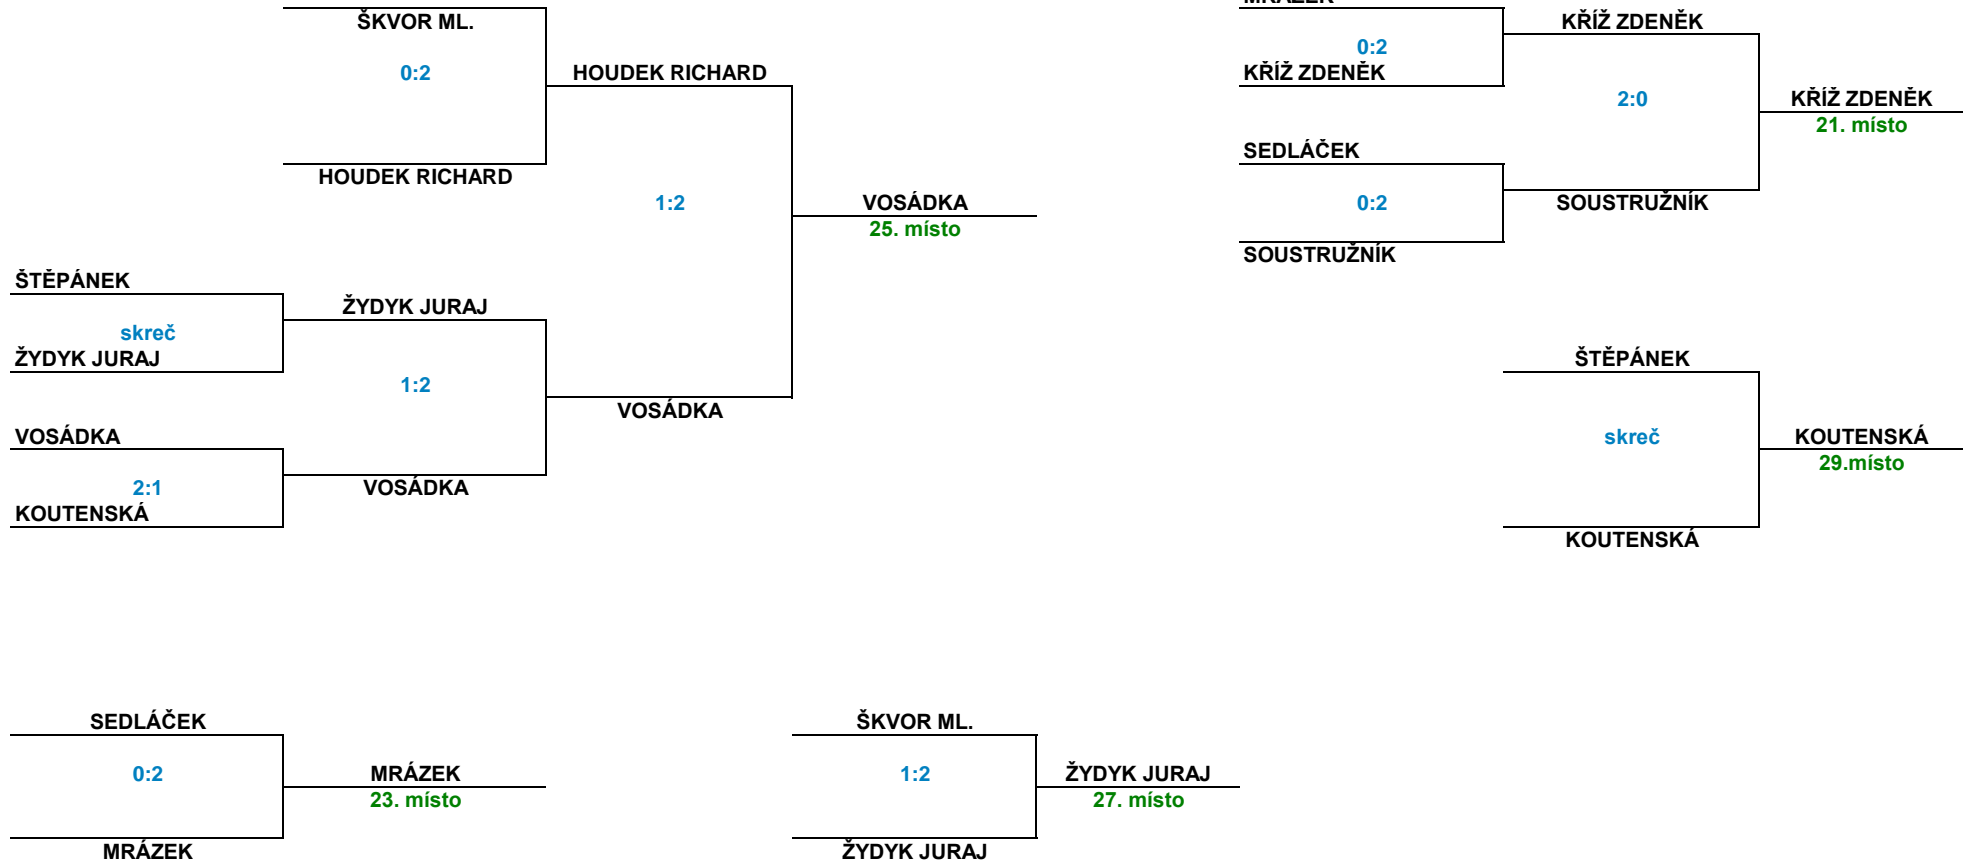 ŠKVOR ML.
0:2
HOUDEK RICHARD
HOUDEK RICHARD
1:2
VOSÁDKA
25. místo
ŠTĚPÁNEK
skreč
ŽYDYK JURAJ
ŽYDYK JURAJ
1:2
VOSÁDKA
VOSÁDKA
2:1
KOUTENSKÁ
VOSÁDKA
MRÁZEK
0:2
KŘÍŽ ZDENĚK
KŘÍŽ ZDENĚK
2:0
KŘÍŽ ZDENĚK
21. místo
SEDLÁČEK
0:2
SOUSTRUŽNÍK
SOUSTRUŽNÍK
ŠTĚPÁNEK
skreč
KOUTENSKÁ
29.místo
KOUTENSKÁ
SEDLÁČEK
0:2
MRÁZEK
23. místo
MRÁZEK
ŠKVOR ML.
1:2
ŽYDYK JURAJ
27. místo
ŽYDYK JURAJ